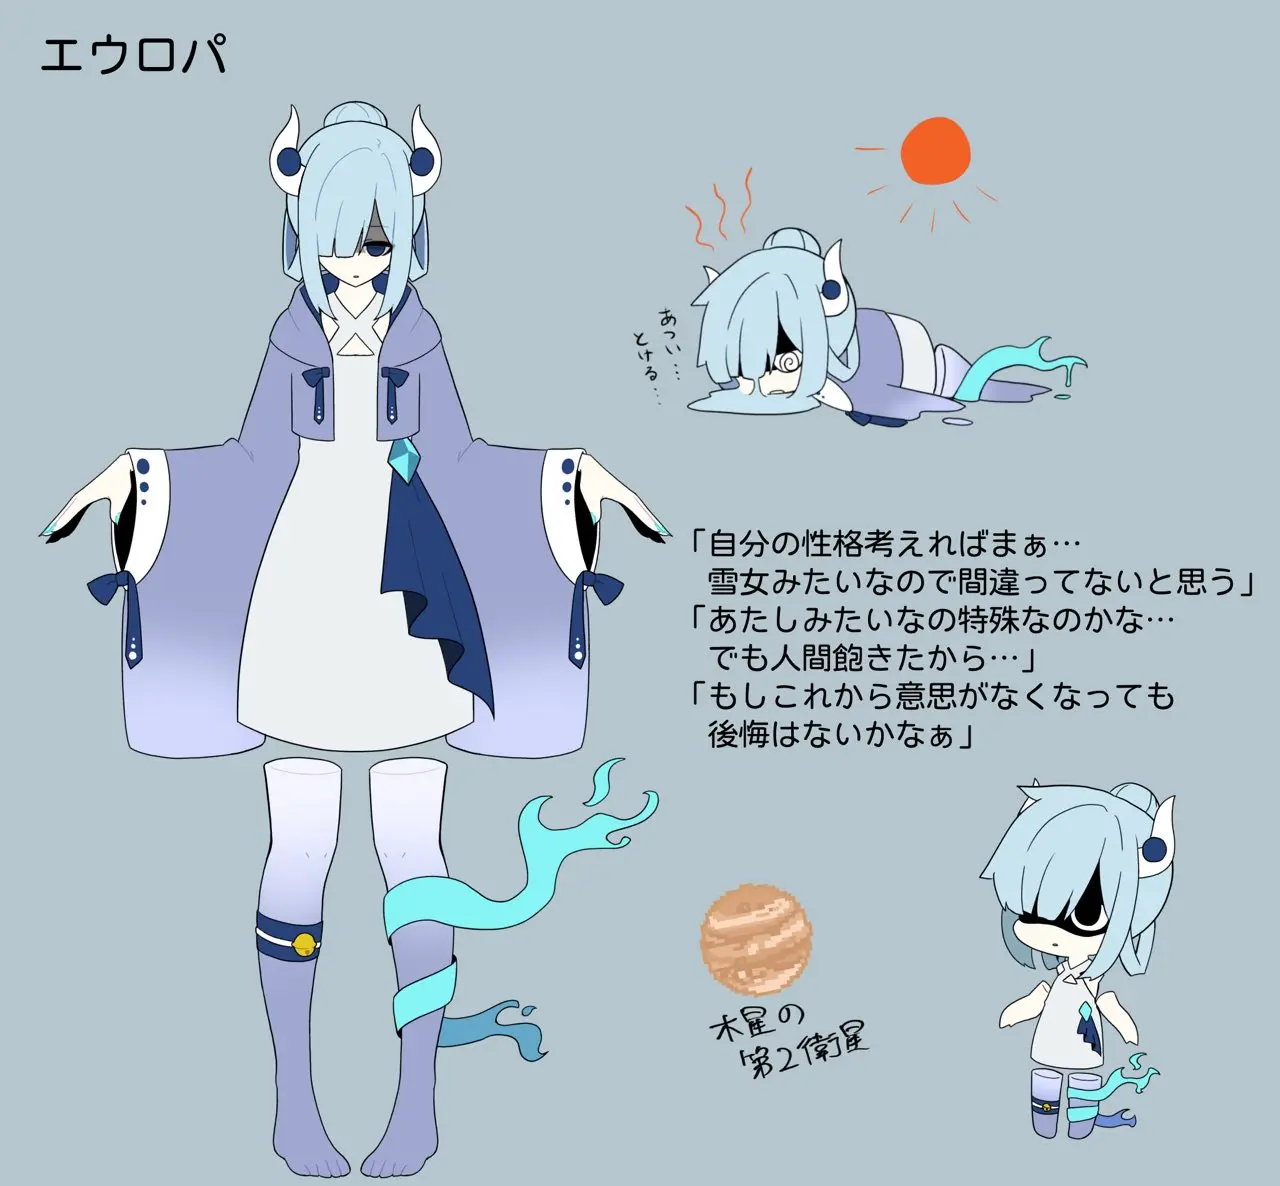 エウロパ
あつい…
とける…
「自分の性格考えればまぁ…
雪女みたいなので間違ってないと思う」
「あたしみたいなの特殊なのかな…
でも人間飽きたから…」
「もしこれから意思がなくなっても
後悔はないかなぁ」
木星の
第2衛星